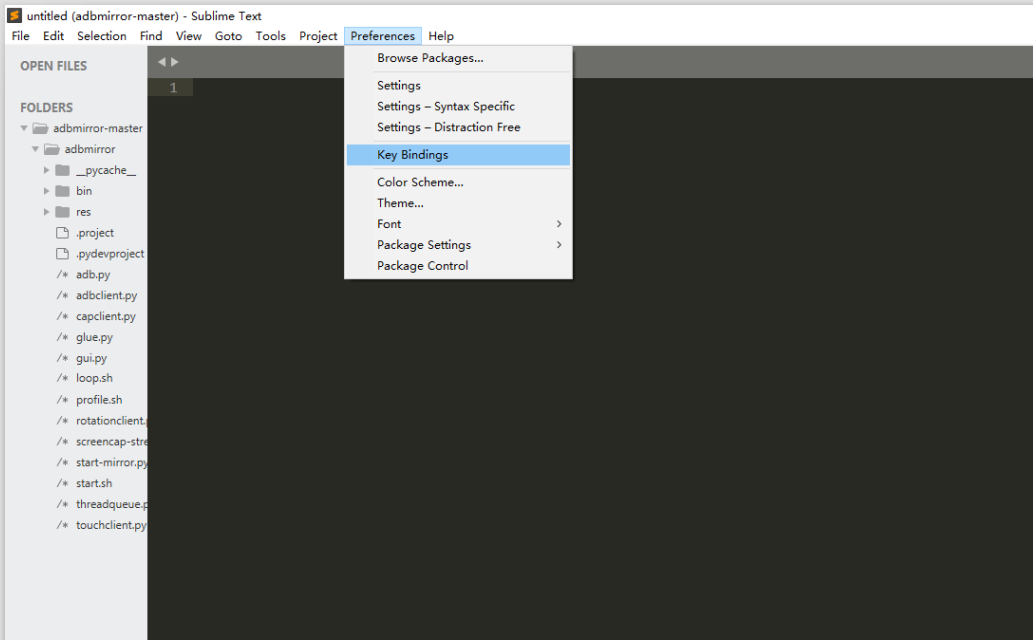 untitled (adbmirror-master) - Sublime Text
File Edit Selection Find View Goto Tools Project Preferences Help
OPEN FILES
FOLDERS
adbmirror-master
adbmirror
__pycache__
bin
res
.project
.pydevproject
/* adb.py
/* adbclient.py
/* capclient.py
/* glue.py
/* gui.py
/* loop.sh
/* profile.sh
/* rotationclient.p
/* screencap-stre
/* start-mirror.py
/* start.sh
/* threadqueue.p
/* touchclient.py
1
Browse Packages...
Settings
Settings – Syntax Specific
Settings – Distraction Free
Key Bindings
Color Scheme...
Theme...
Font
Package Settings
Package Control